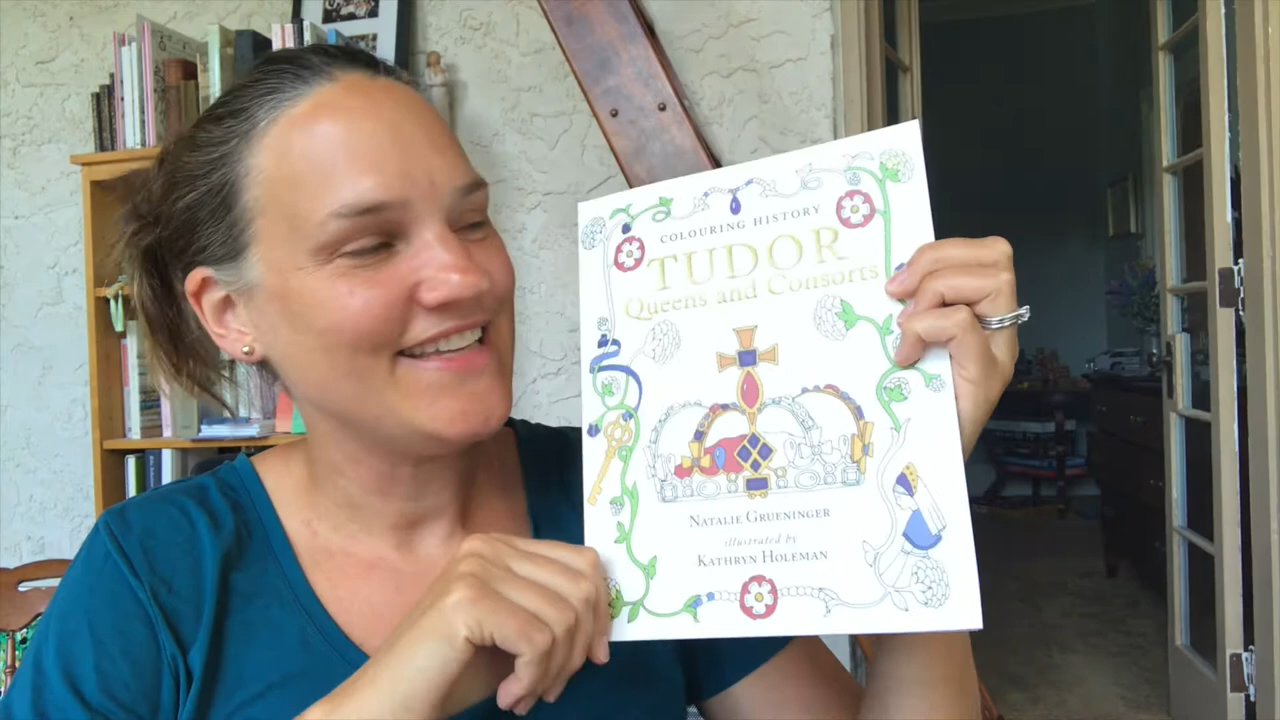 COLOURING HISTORY
TUDOR
Queens and Consorts
NATALIE GRUENINGER
illustrated by
KATHRYN HOLEMAN